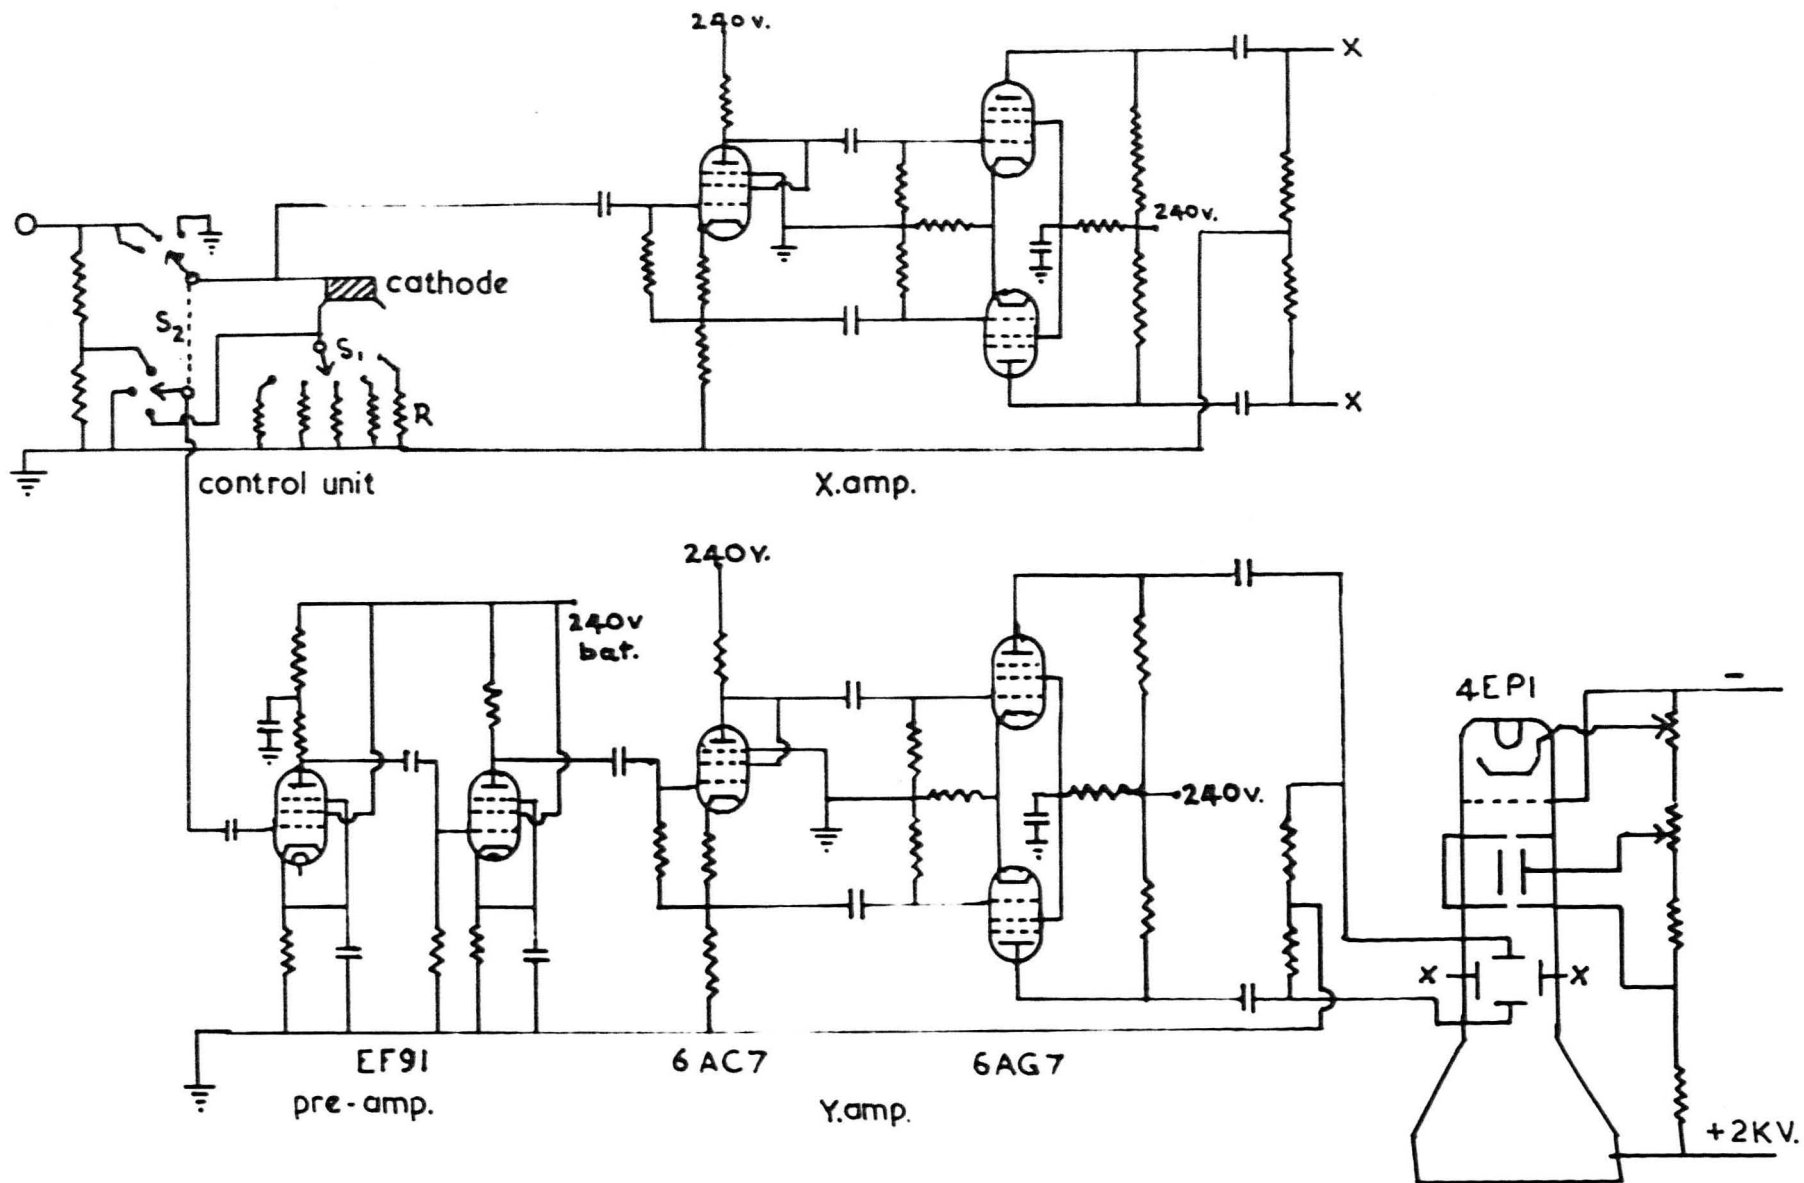 240v.
X
240v.
cathode
S2
S1
R
X
control unit
X.amp.
240v.
240v
bat.
4EP1
-
240v.
X
X
EF91
6AC7
6AG7
pre-amp.
Y.amp.
+2KV.